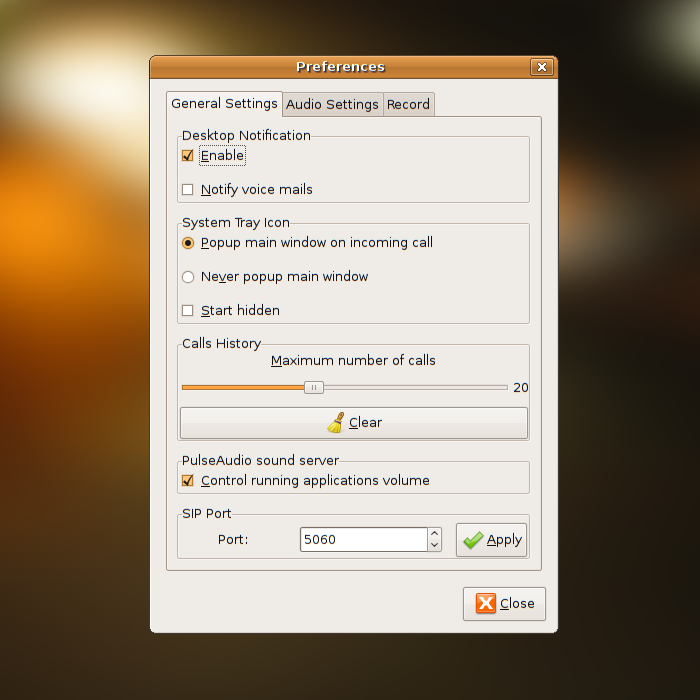 Preferences
General Settings Audio Settings Record
Desktop Notification
Enable
Notify voice mails
System Tray Icon
Popup main window on incoming call
Never popup main window
Start hidden
Calls History
Maximum number of calls
20
Clear
PulseAudio sound server
Control running applications volume
SIP Port
Port: 5060 Apply
Close